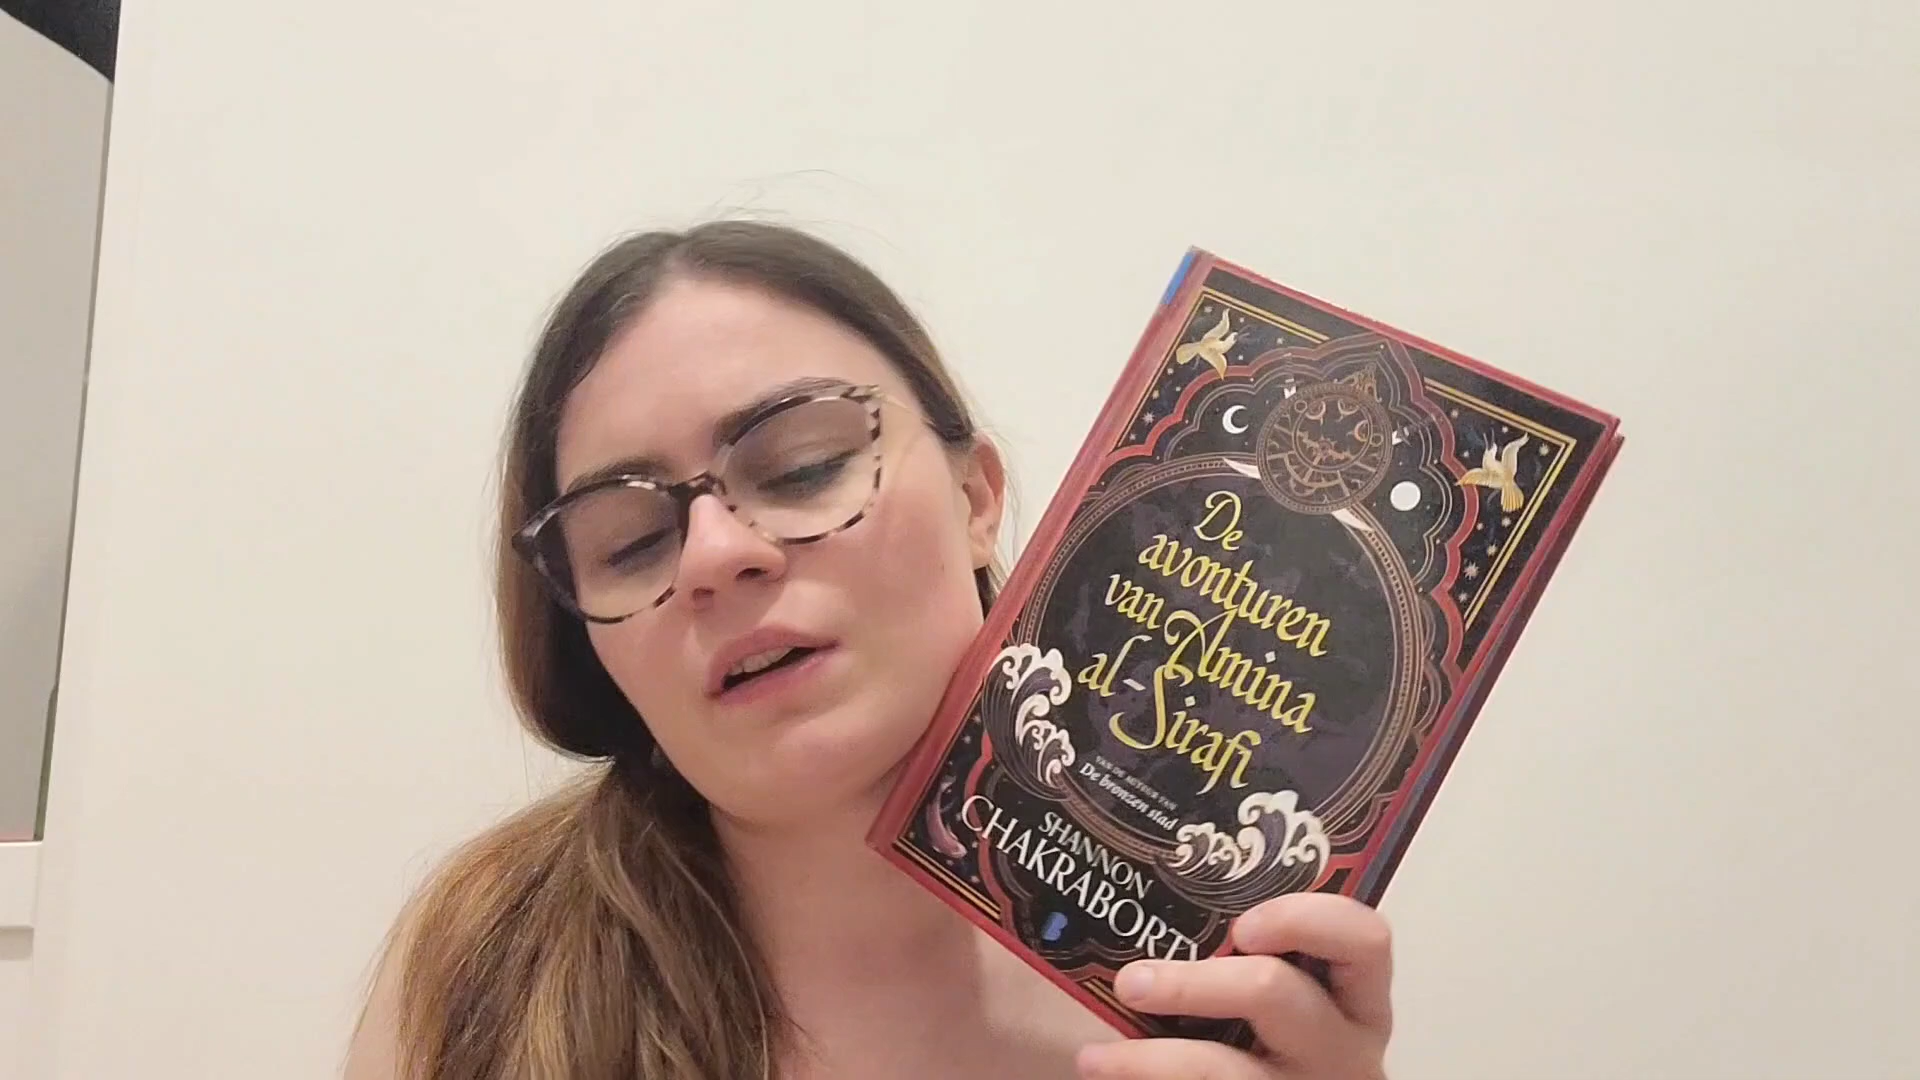 De
avonturen
van Amina
al-Sirafi
VAN DE AUTEUR VAN
De bronzen stad
SHANNON
CHAKRABORTY
B